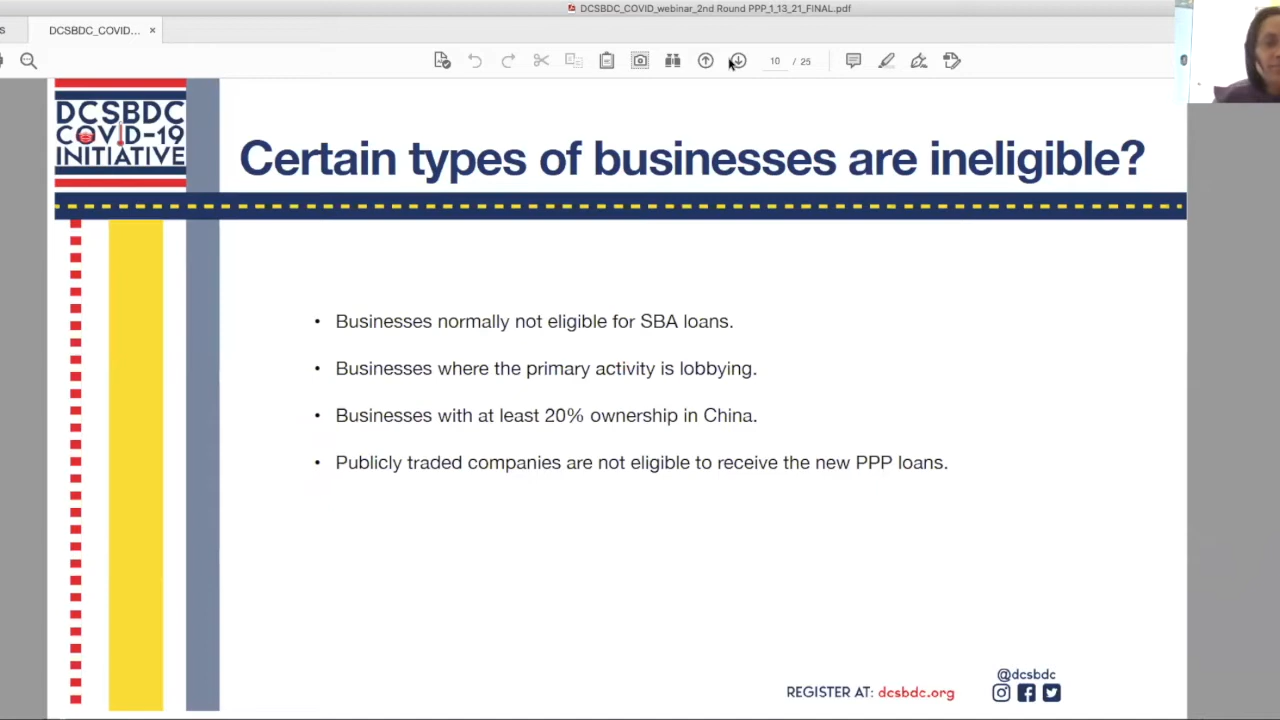 DCSBDC_COVID_webinar_2nd Round PPP_1_13_21_FINAL.pdf
s DCSBDC_COVID... ×
10 / 25
DCSBDC
COVID-19
INITIATIVE
Certain types of businesses are ineligible?
• Businesses normally not eligible for SBA loans.
• Businesses where the primary activity is lobbying.
• Businesses with at least 20% ownership in China.
• Publicly traded companies are not eligible to receive the new PPP loans.
@dcsbdc
REGISTER AT: dcsbdc.org